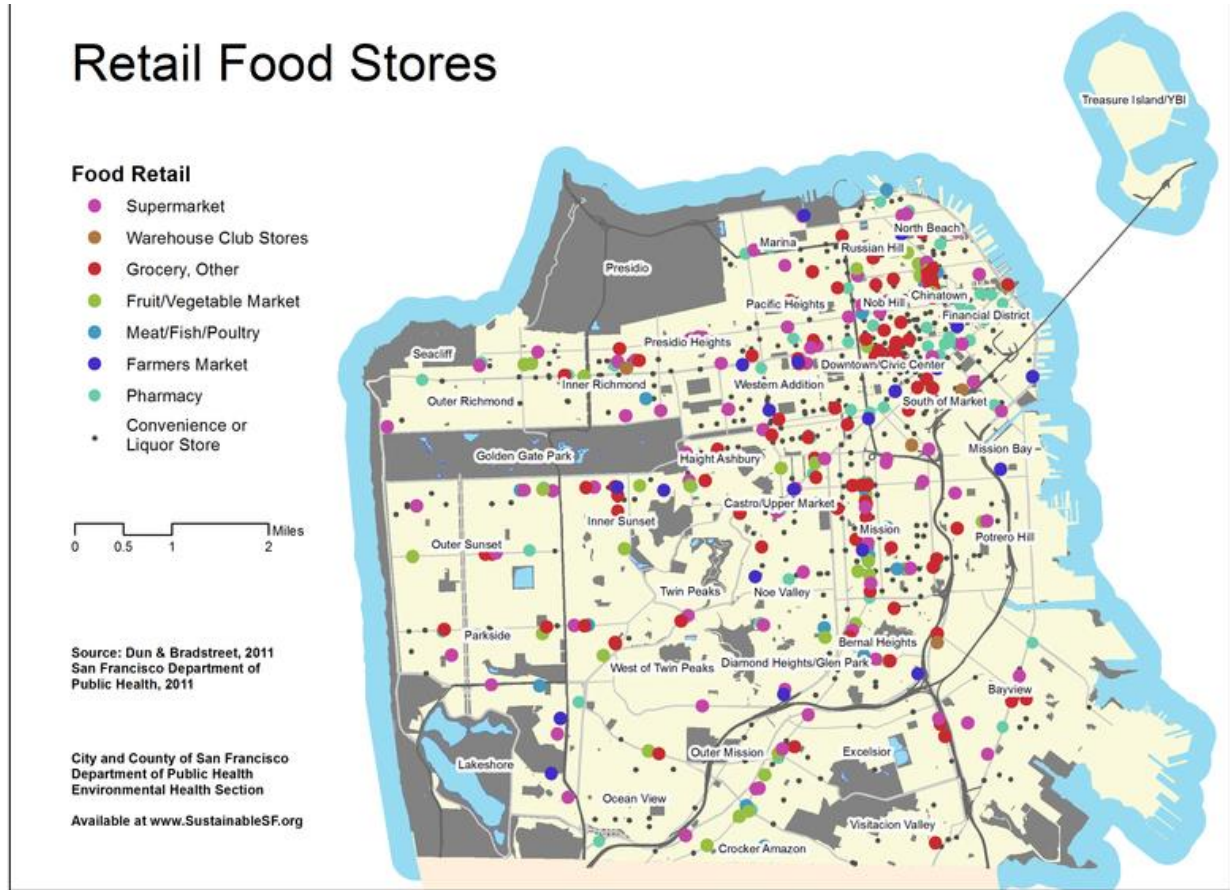 Retail Food Stores
Food Retail
Supermarket
Warehouse Club Stores
Grocery, Other
Fruit/Vegetable Market
Meat/Fish/Poultry
Farmers Market
Pharmacy
Convenience or
Liquor Store
0 0.5 1 2 Miles
Source: Dun & Bradstreet, 2011
San Francisco Department of
Public Health, 2011
City and County of San Francisco
Department of Public Health
Environmental Health Section
Available at www.SustainableSF.org
Treasure Island/YBI
North Beach
Marina
Russian Hill
Presidio
Chinatown
Pacific Heights
Nob Hill
Financial District
Presidio Heights
Seacliff
Downtown/Civic Center
Inner Richmond
Western Addition
Outer Richmond
South of Market
Golden Gate Park
Haight Ashbury
Mission Bay
Castro/Upper Market
Inner Sunset
Mission
Outer Sunset
Potrero Hill
Twin Peaks
Noe Valley
Parkside
Bernal Heights
West of Twin Peaks
Diamond Heights/Glen Park
Bayview
Outer Mission
Excelsior
Lakeshore
Ocean View
Visitacion Valley
Crocker Amazon